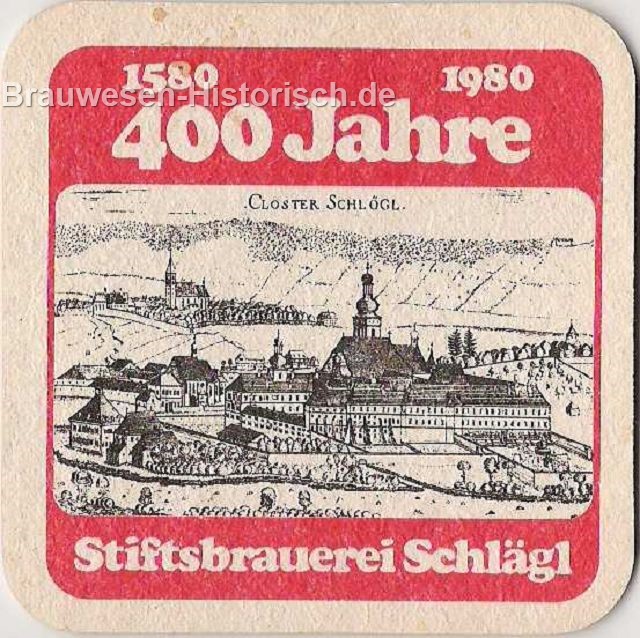 1580 1980
Brauwesen-Historisch.de
400 Jahre
CLOSTER SCHLÖGL.
Stiftsbrauerei Schlägl